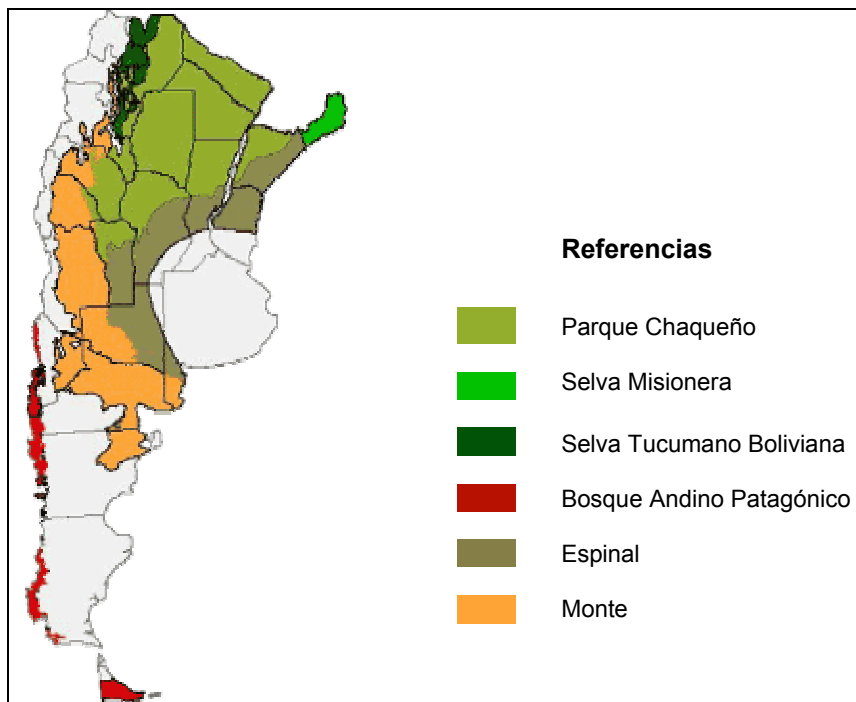 Referencias
Parque Chaqueño
Selva Misionera
Selva Tucumano Boliviana
Bosque Andino Patagónico
Espinal
Monte